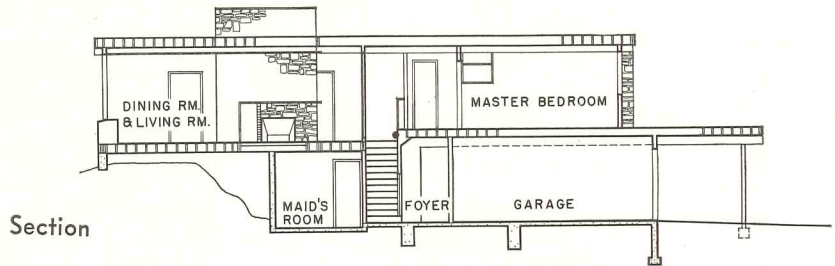 DINING RM.
& LIVING RM.
MASTER BEDROOM
MAID'S
ROOM
FOYER
GARAGE
Section